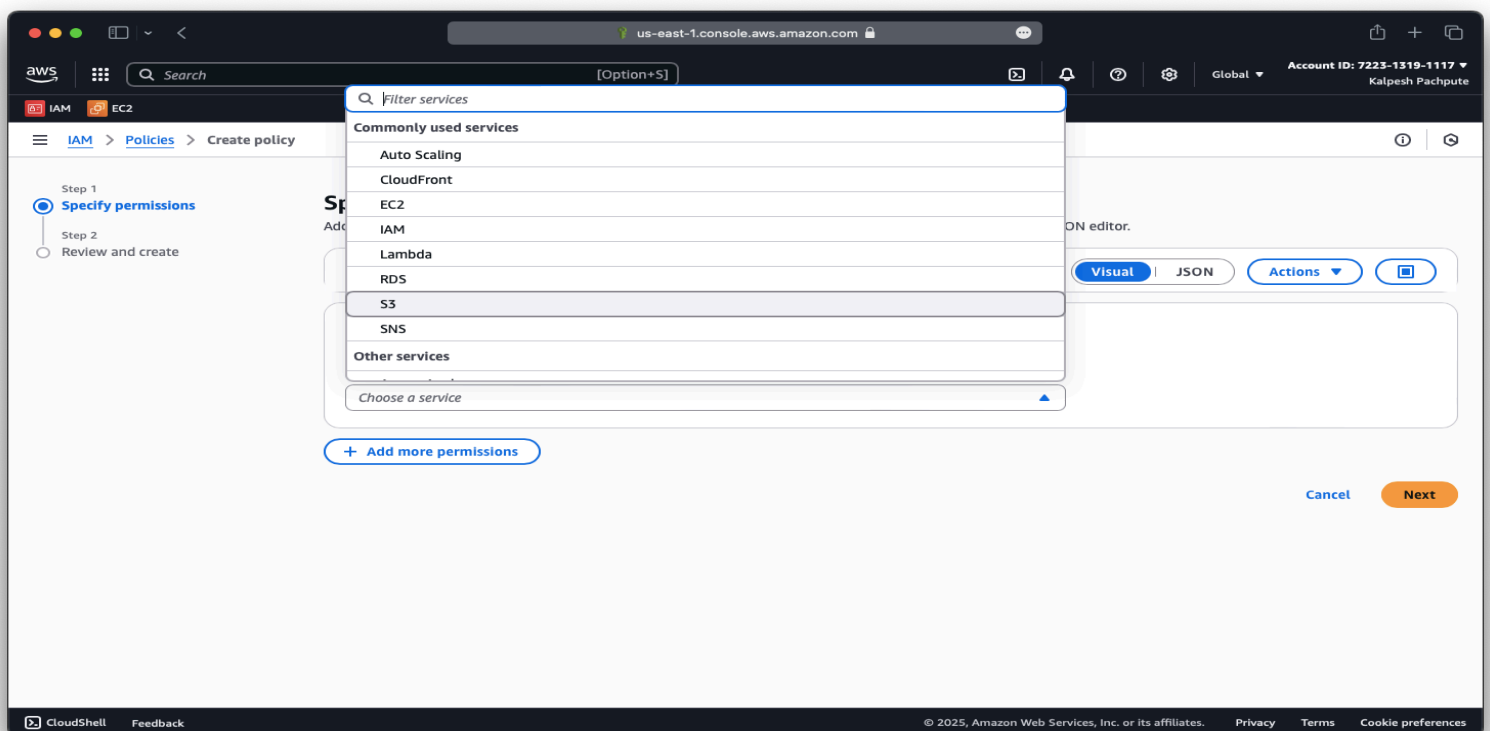 us-east-1.console.aws.amazon.com
aws
Search
[Option+S]
Global
Account ID: 7223-1319-1117
Kalpesh Pachpute
IAM
EC2
Filter services
IAM > Policies > Create policy
Commonly used services
Auto Scaling
CloudFront
EC2
IAM
Lambda
RDS
S3
SNS
Other services
Choose a service
Step 1
Specify permissions
Step 2
Review and create
Sp
Add
ON editor.
Visual
JSON
Actions
+ Add more permissions
Cancel
Next
CloudShell
Feedback
© 2025, Amazon Web Services, Inc. or its affiliates.
Privacy
Terms
Cookie preferences